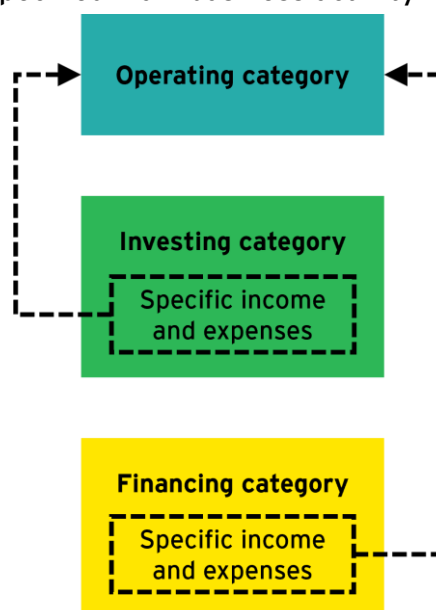 Operating category
Investing category
Specific income
and expenses
Financing category
Specific income
and expenses